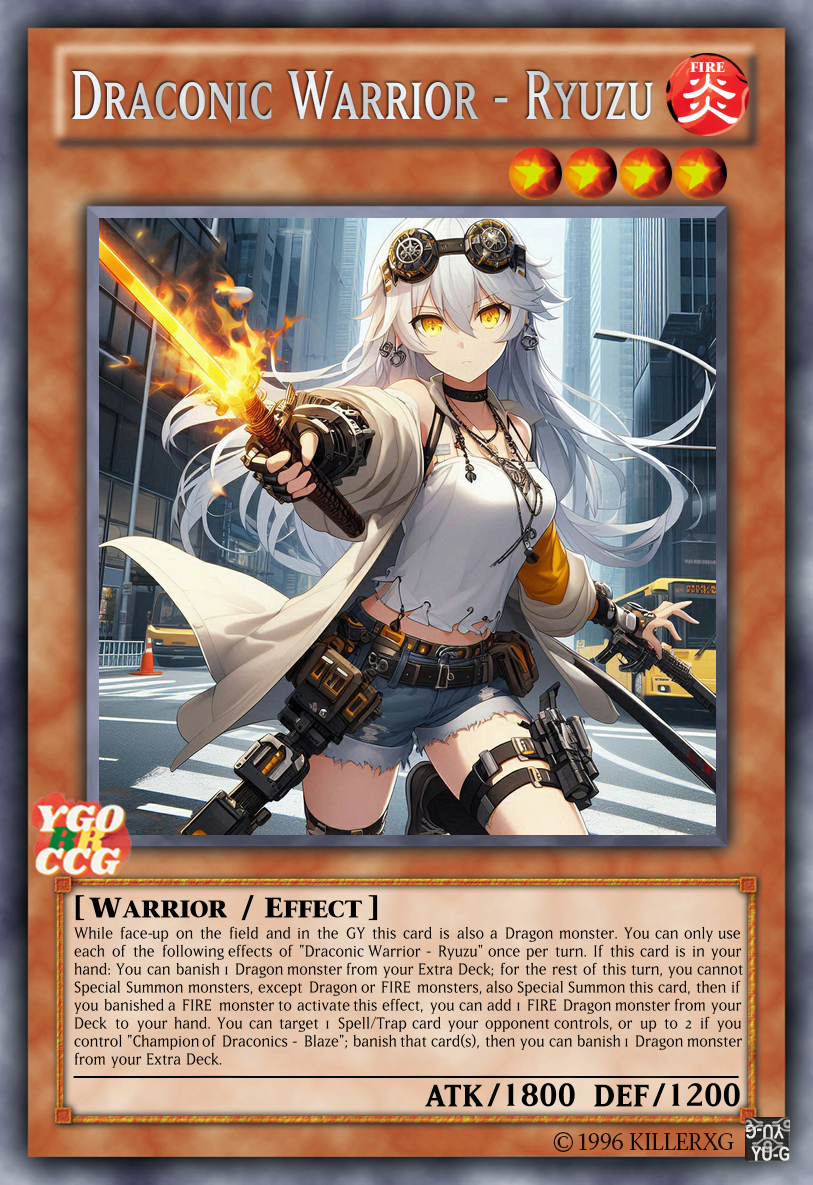 DRACONIC WARRIOR - RYUZU
FIRE
炎
YGO
RR
CCG
[ WARRIOR / EFFECT ]
While face-up on the field and in the GY this card is also a Dragon monster. You can only use
each of the following effects of "Draconic Warrior - Ryuzu" once per turn. If this card is in your
hand: You can banish 1 Dragon monster from your Extra Deck; for the rest of this turn, you cannot
Special Summon monsters, except Dragon or FIRE monsters, also Special Summon this card, then if
you banished a FIRE monster to activate this effect, you can add 1 FIRE Dragon monster from your
Deck to your hand. You can target 1 Spell/Trap card your opponent controls, or up to 2 if you
control "Champion of Draconics - Blaze"; banish that card(s), then you can banish 1 Dragon monster
from your Extra Deck.
ATK/1800 DEF/1200
© 1996 KILLERXG
YU-G